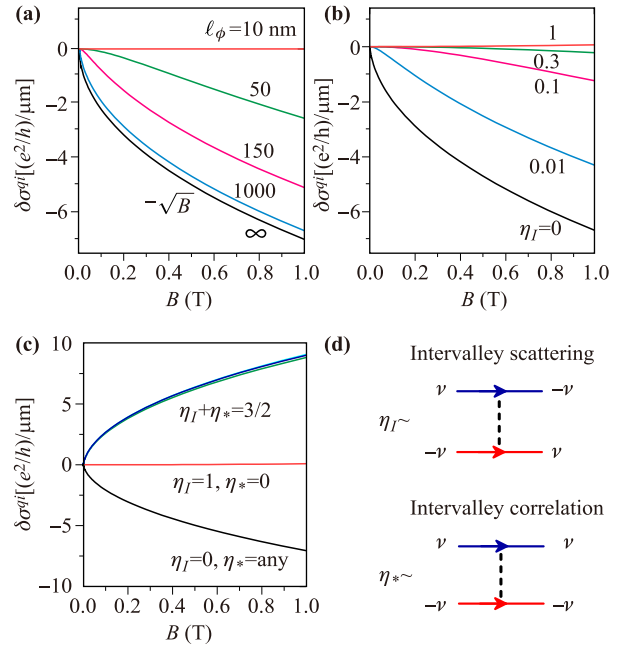 (a)
ℓϕ = 10 nm
50
150
1000
−√B
∞
δσ^qi[(e²/h)/μm]
0
−2
−4
−6
0.0 0.2 0.4 0.6 0.8 1.0
B (T)
(b)
1
0.3
0.1
0.01
η_I=0
δσ^qi[(e²/h)/μm]
0
−2
−4
−6
0.0 0.2 0.4 0.6 0.8 1.0
B (T)
(c)
η_I+η_*=3/2
η_I=1, η_*=0
η_I=0, η_*=any
δσ^qi[(e²/h)/μm]
10
5
0
−5
−10
0.0 0.2 0.4 0.6 0.8 1.0
B (T)
(d)
Intervalley scattering
ν −ν
η_I~
−ν ν
Intervalley correlation
ν ν
η_*~
−ν −ν